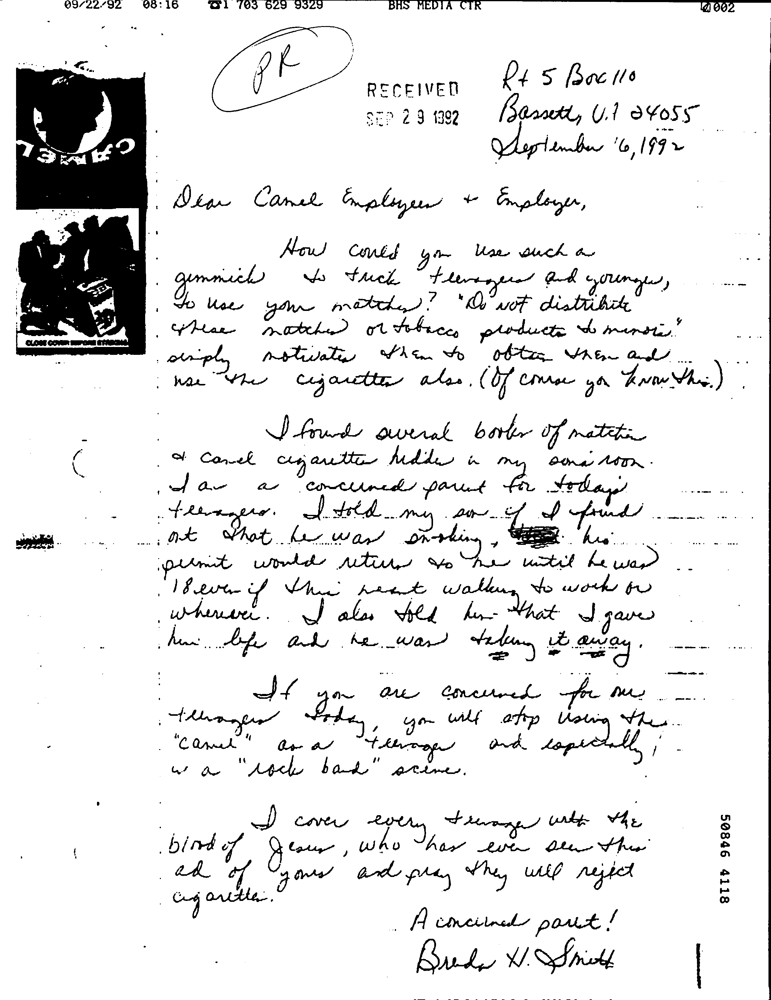 09/22/92 08:16 ☎1 703 629 9329 BHS MEDIA CTR 002
PR
RECEIVED
SEP 29 1992
Rt 5 Box 110
Bassett, V.A 24055
September 16, 1992
CAMEL
CLOSE COVER BEFORE STRIKING
Dear Camel Employees + Employer,
How could you use such a
gimmick to trick teenagers and younger,
to use your matches? "Do not distribute
these matches or tobacco products to minors."
simply motivates them to obtain them and
use the cigarettes also. (Of course you know this.)
I found several books of matches
& camel cigarettes hidden in my son's room.
I am a concerned parent for today's
teenagers. I told my son if I found
out that he was smoking, his
permit would return to me until he was
18 even if this meant walking to work or
wherever. I also told him that I gave
him life and he was taking it away.
If you are concerned for our
teenagers today, you will stop using the
"camel" as a teenager and especially
in a "rock band" scene.
I cover every teenager with the
blood of Jesus, who has ever seen this
ad of yours and pray they will reject
cigarettes.
A concerned parent!
Brenda H. Smith
50846 4118